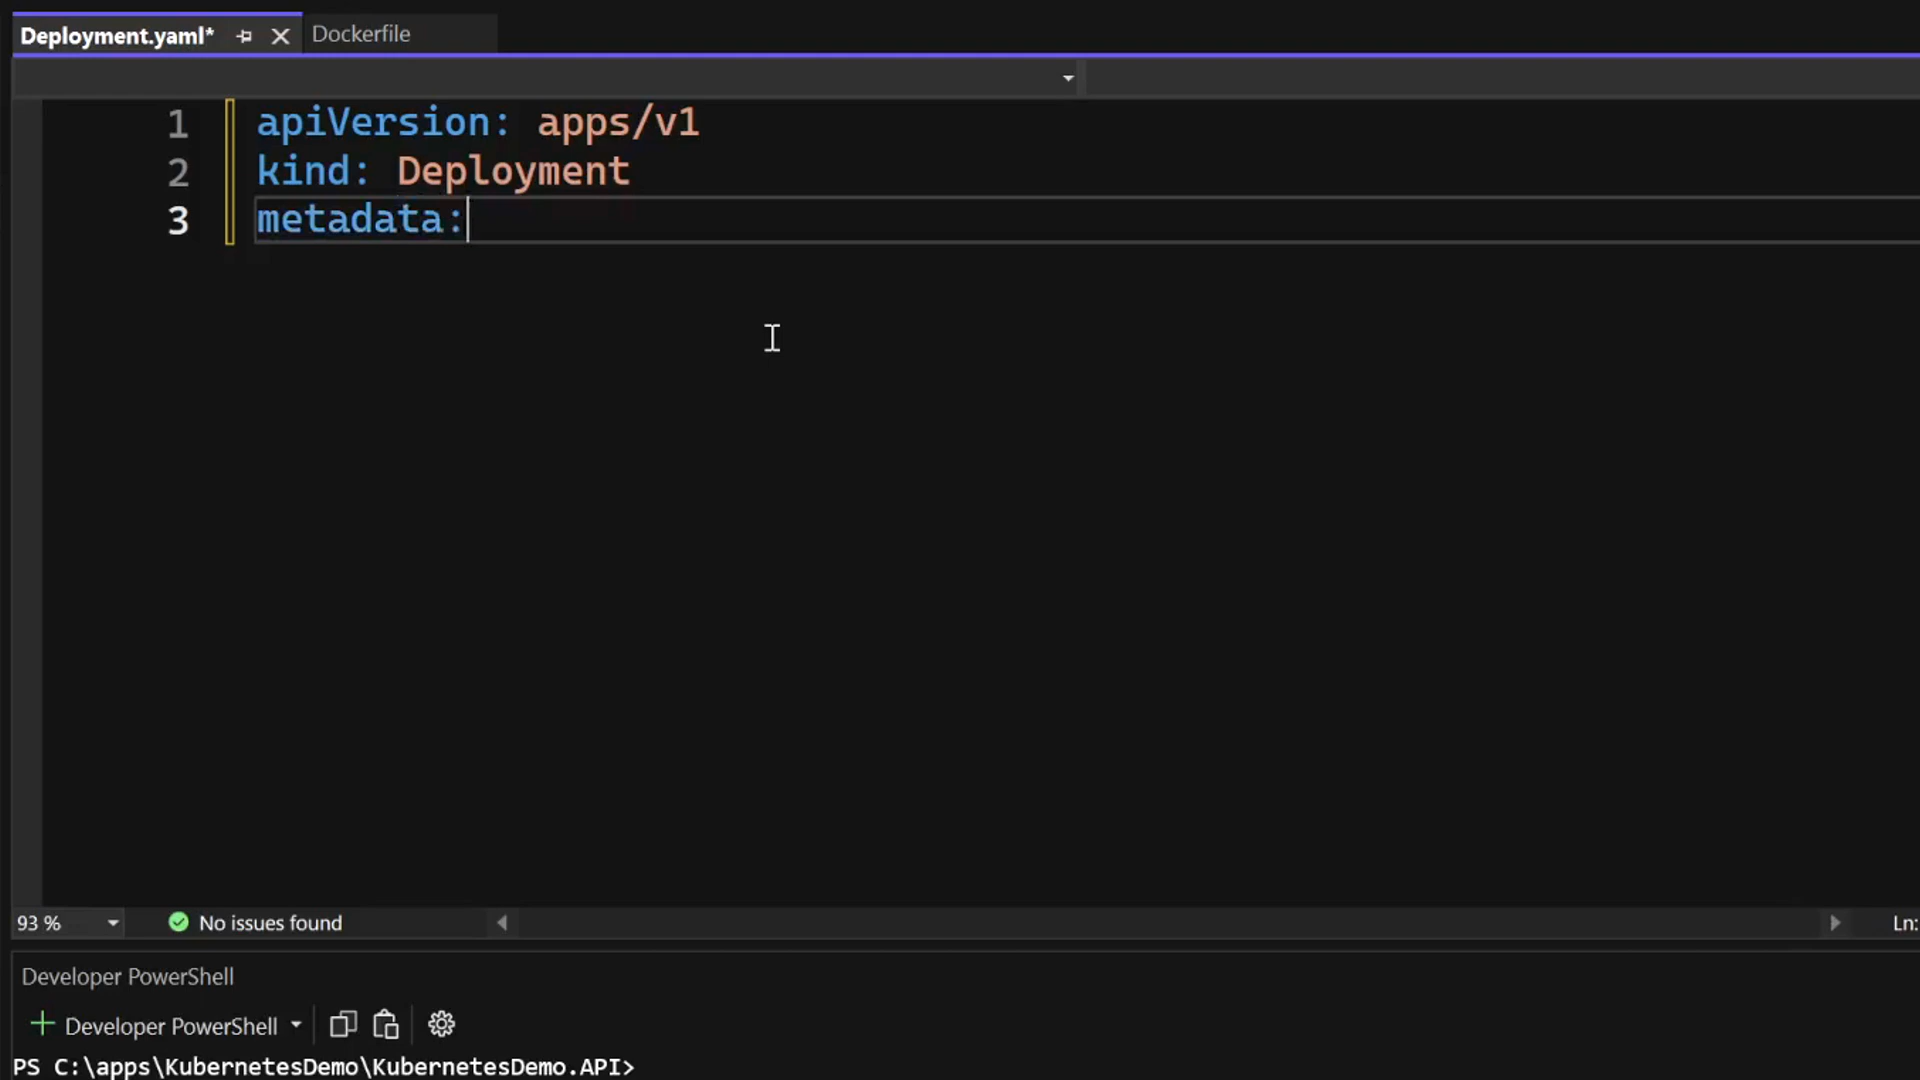 Deployment.yaml* Dockerfile
1 apiVersion: apps/v1
2 kind: Deployment
3 metadata:
93 % No issues found Ln:
Developer PowerShell
Developer PowerShell
PS C:\apps\KubernetesDemo\KubernetesDemo.API>